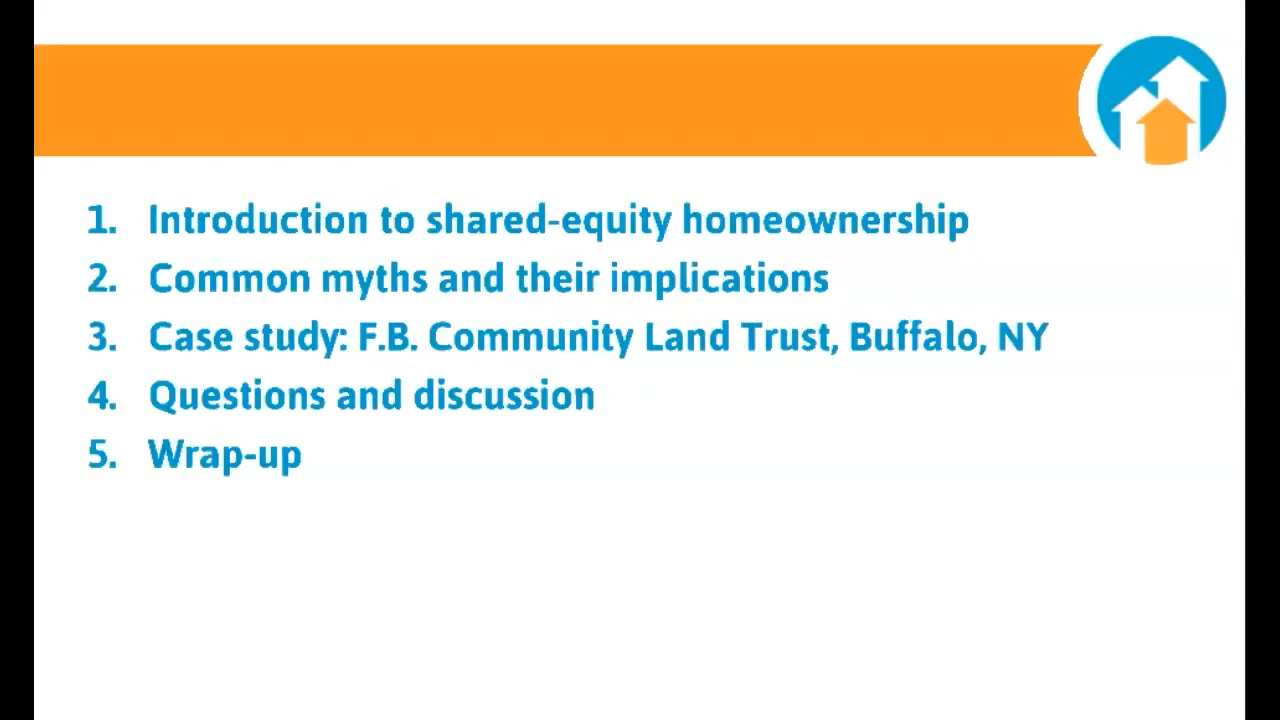 1. Introduction to shared-equity homeownership
2. Common myths and their implications
3. Case study: F.B. Community Land Trust, Buffalo, NY
4. Questions and discussion
5. Wrap-up